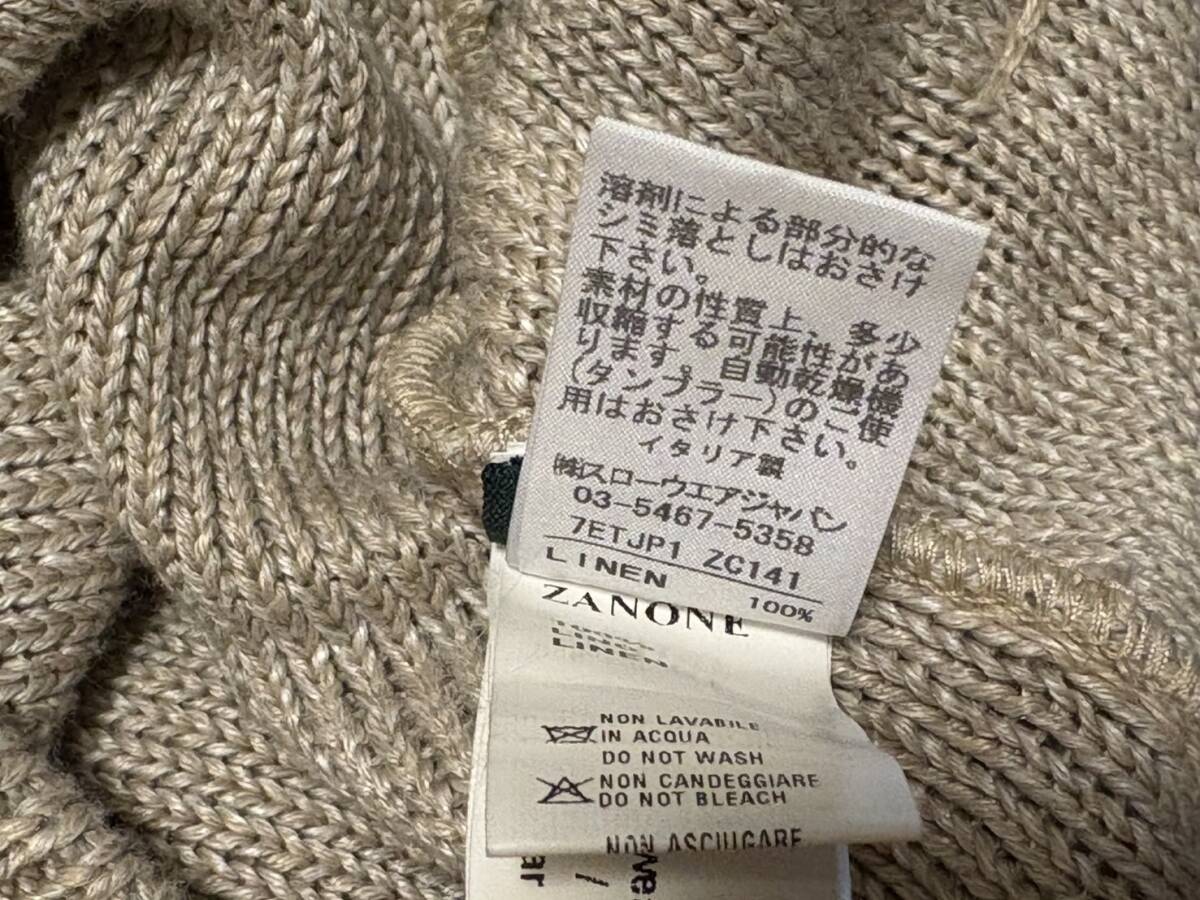 溶剤による部分的な
シミ落としはおさけ
下さい。
素材の性質上、多少
収縮する可能性があ
ります。自動乾燥機
(タンブラー)のご使
用はおさけ下さい。
イタリア製
㈱スローウエアジャパン
03-5467-5358
7ETJP1 ZC141
LINEN 100%
ZANONE
LINEN
NON LAVABILE
IN ACQUA
DO NOT WASH
NON CANDEGGIARE
DO NOT BLEACH
NON ASCIUGARE